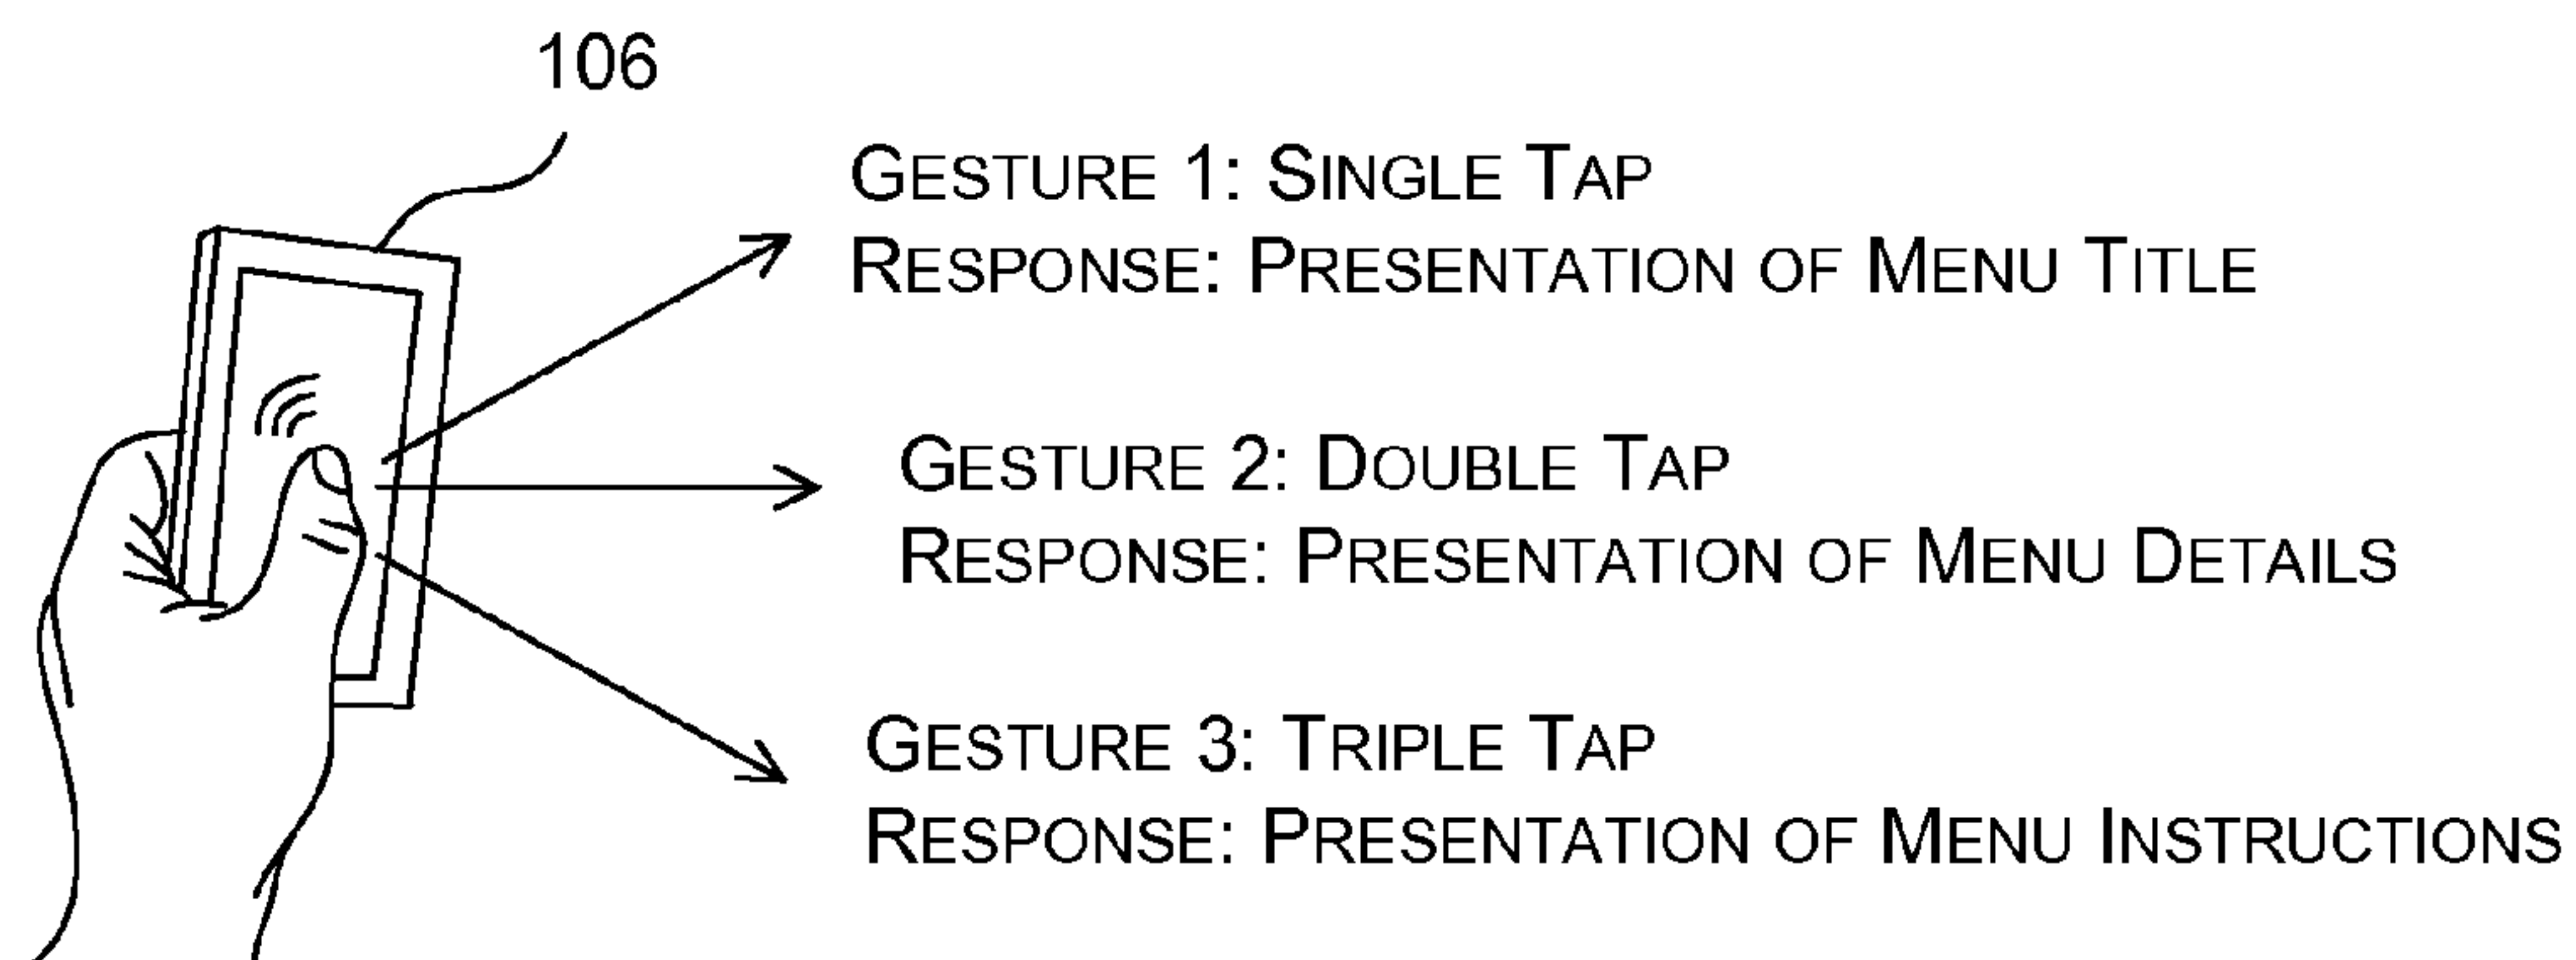 106
GESTURE 1: SINGLE TAP
RESPONSE: PRESENTATION OF MENU TITLE
GESTURE 2: DOUBLE TAP
RESPONSE: PRESENTATION OF MENU DETAILS
GESTURE 3: TRIPLE TAP
RESPONSE: PRESENTATION OF MENU INSTRUCTIONS